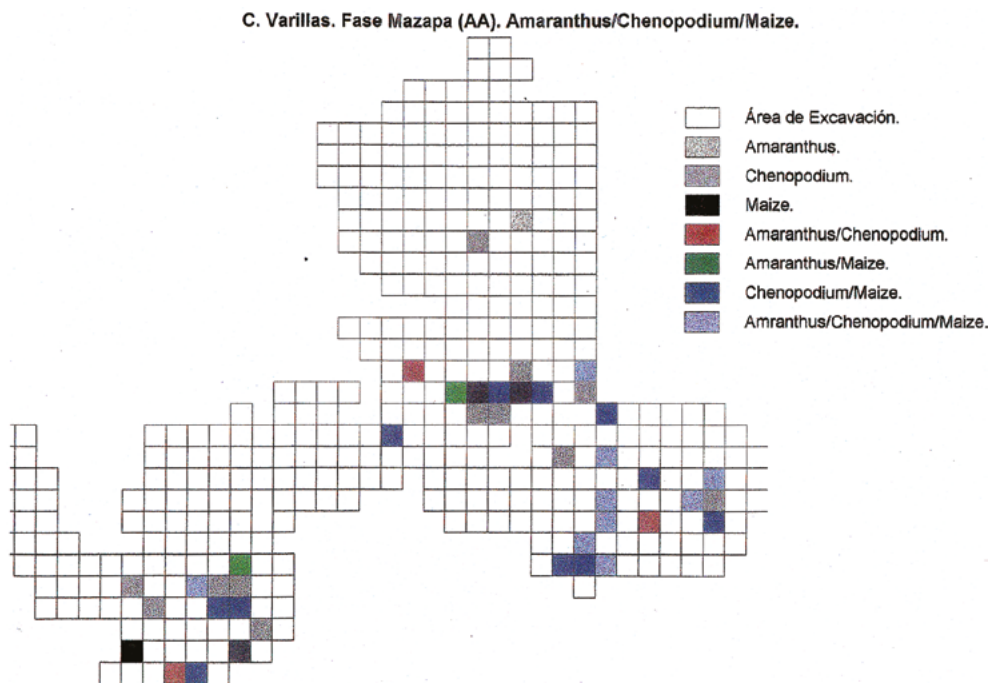 C. Varillas. Fase Mazapa (AA). Amaranthus/Chenopodium/Maize.
Área de Excavación.
Amaranthus.
Chenopodium.
Maize.
Amaranthus/Chenopodium.
Amaranthus/Maize.
Chenopodium/Maize.
Amranthus/Chenopodium/Maize.